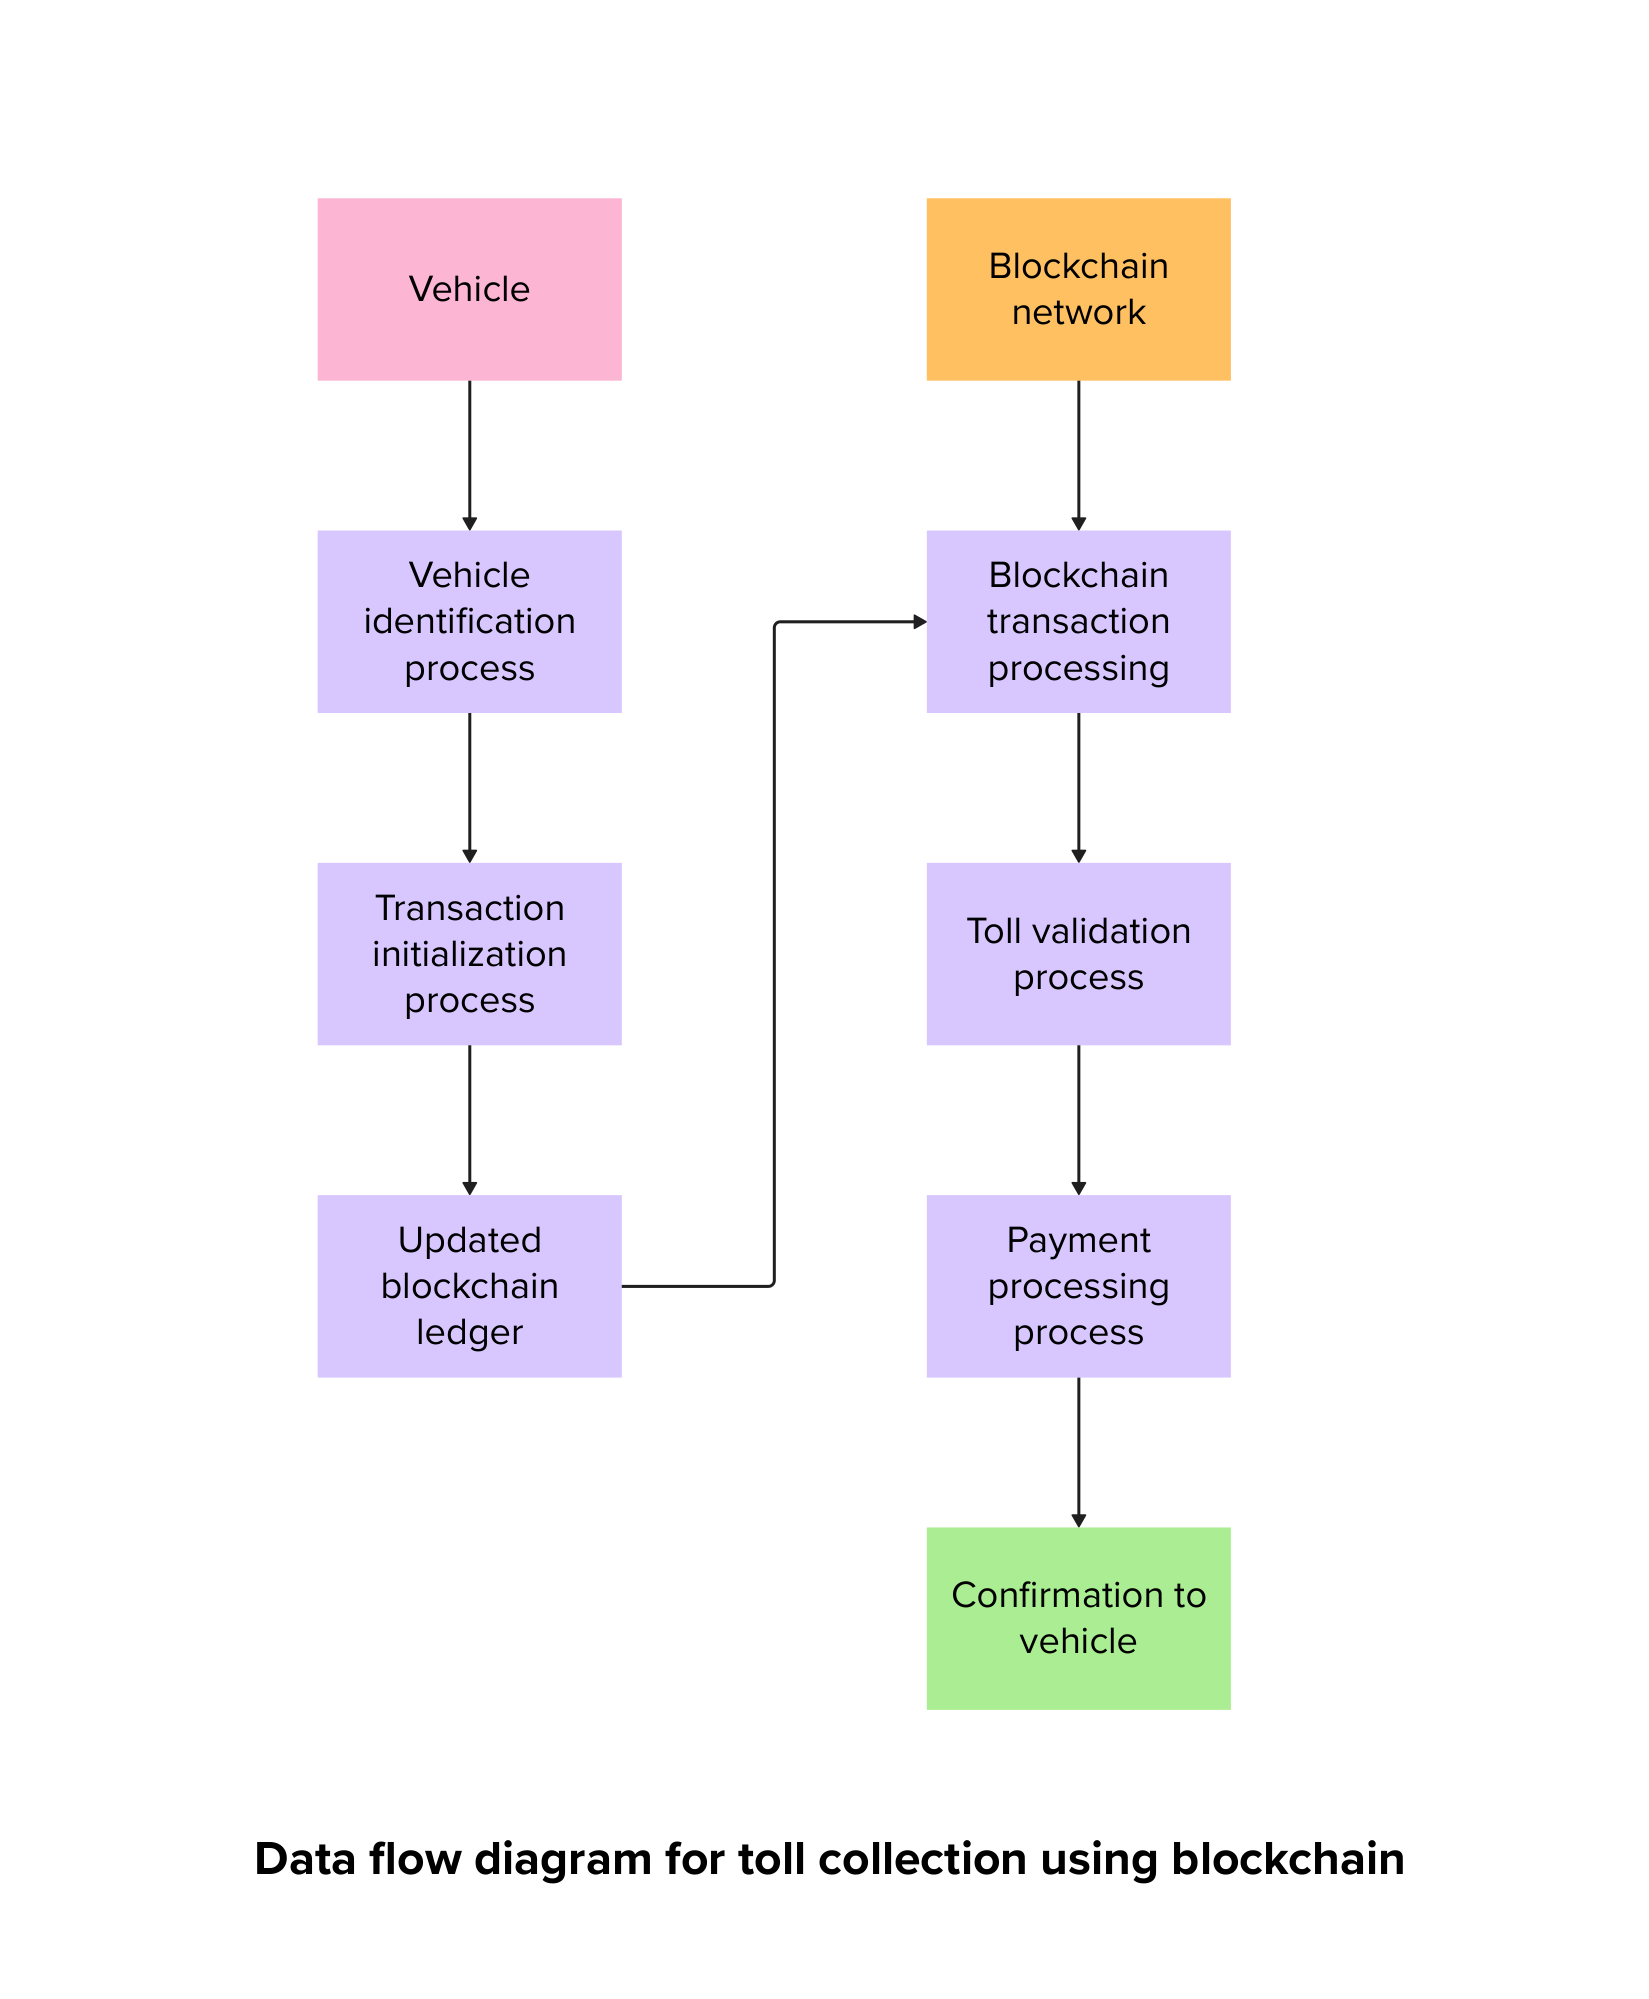 Vehicle
Vehicle
identification
process
Transaction
initialization
process
Updated
blockchain
ledger
Blockchain
network
Blockchain
transaction
processing
Toll validation
process
Payment
processing
process
Confirmation to
vehicle
Data flow diagram for toll collection using blockchain